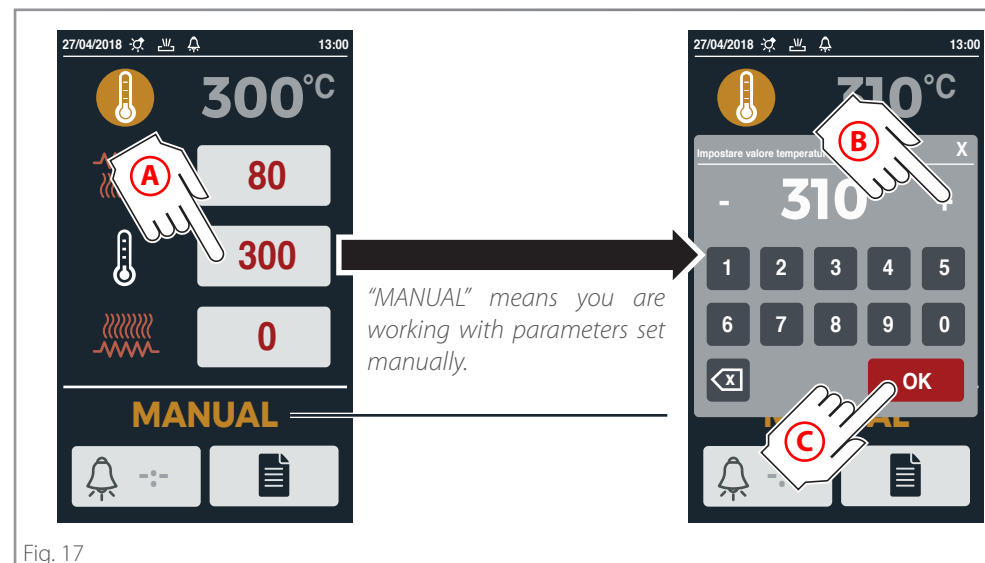 27/04/2018 13:00
300°C
A
80
300
0
MANUAL
-:-
"MANUAL" means you are
working with parameters set
manually.
27/04/2018 13:00
310°C
B
Impostare valore X
- 310 +
1 2 3 4 5
6 7 8 9 0
X OK
C
Fig. 17